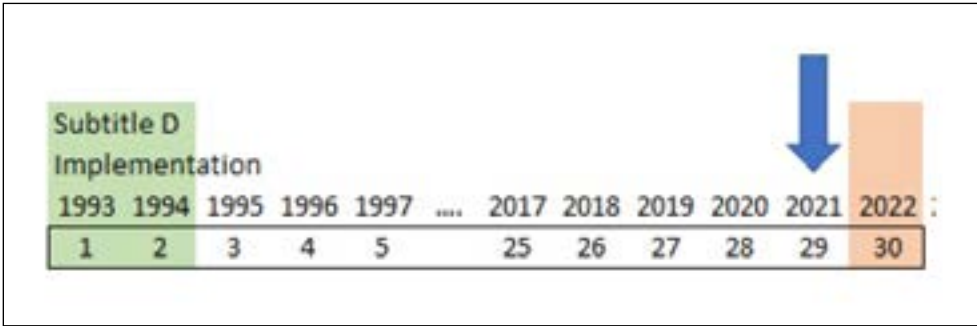 Subtitle D
Implementation
1993 1994 1995 1996 1997 .... 2017 2018 2019 2020 2021 2022 :
1 2 3 4 5 25 26 27 28 29 30